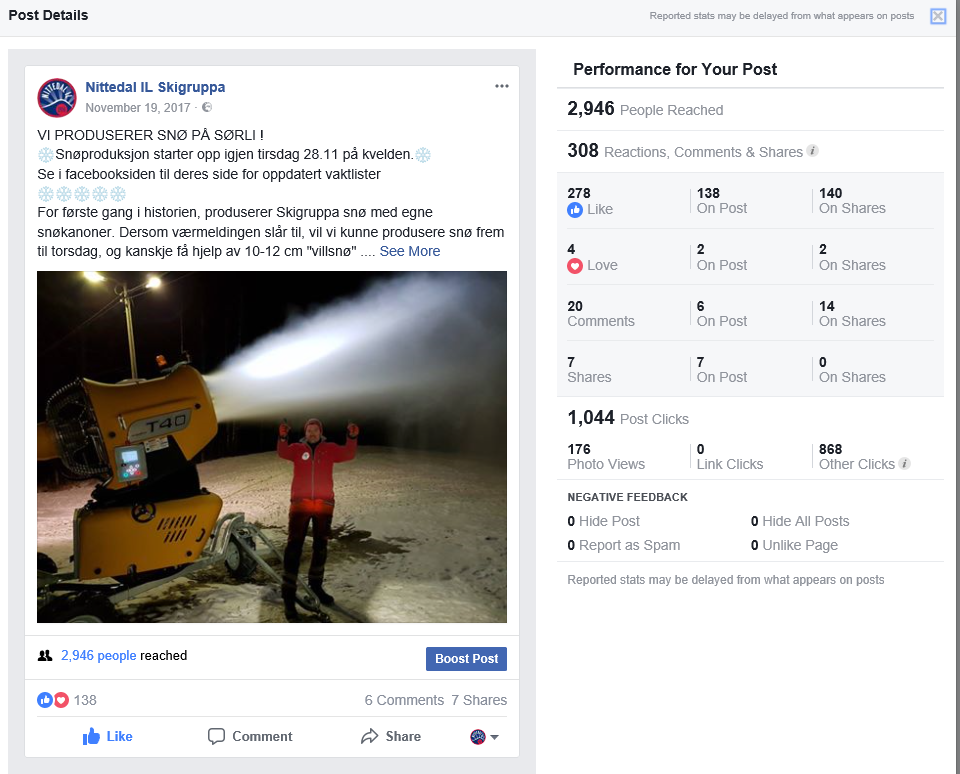 Post Details
Reported stats may be delayed from what appears on posts
Nittedal IL Skigruppa
November 19, 2017 ·
VI PRODUSERER SNØ PÅ SØRLI !
❄Snøproduksjon starter opp igjen tirsdag 28.11 på kvelden.❄
Se i facebooksiden til deres side for oppdatert vaktlister
❄❄❄❄❄
For første gang i historien, produserer Skigruppa snø med egne
snøkanoner. Dersom værmeldingen slår til, vil vi kunne produsere snø frem
til torsdag, og kanskje få hjelp av 10-12 cm "villsnø" .... See More
T40
2,946 people reached
Boost Post
138
6 Comments 7 Shares
Like Comment Share
Performance for Your Post
2,946 People Reached
308 Reactions, Comments & Shares
278 138 140
Like On Post On Shares
4 2 2
Love On Post On Shares
20 6 14
Comments On Post On Shares
7 7 0
Shares On Post On Shares
1,044 Post Clicks
176 0 868
Photo Views Link Clicks Other Clicks
NEGATIVE FEEDBACK
0 Hide Post 0 Hide All Posts
0 Report as Spam 0 Unlike Page
Reported stats may be delayed from what appears on posts